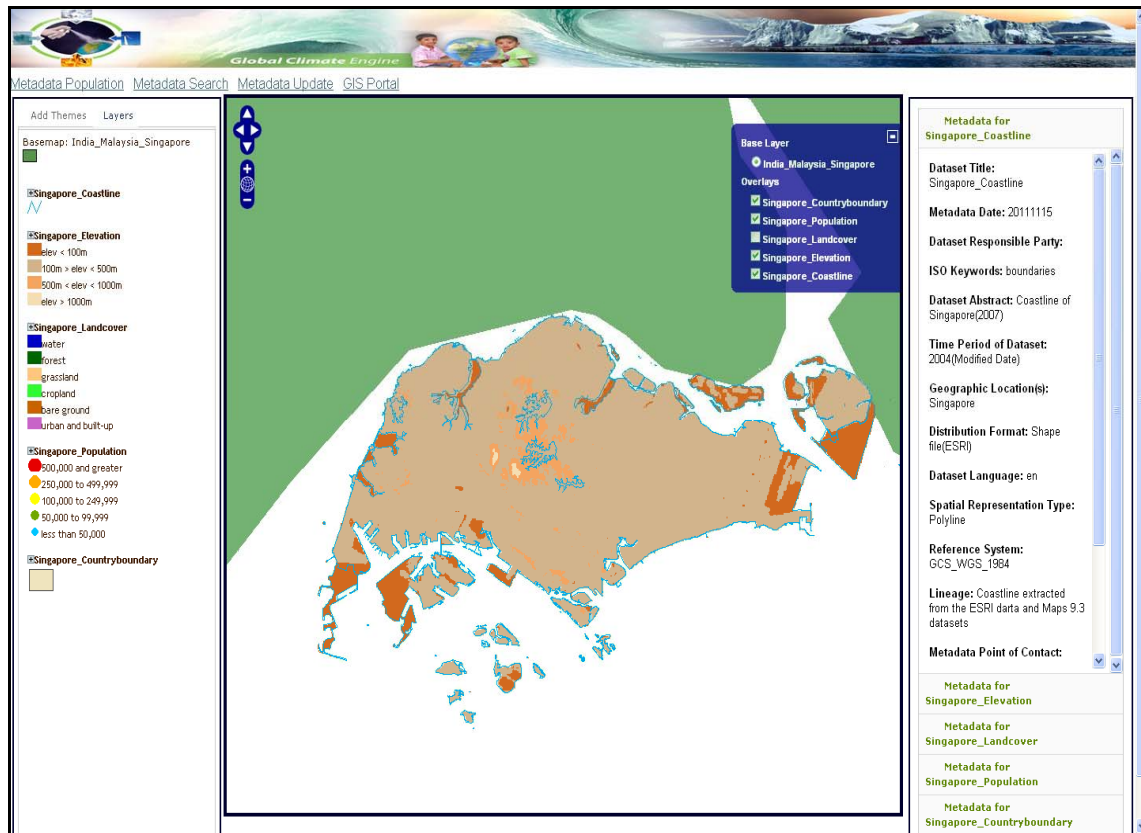 Global Climate Engine
Metadata Population Metadata Search Metadata Update GIS Portal
Add Themes Layers
Basemap: India_Malaysia_Singapore
Singapore_Coastline
Singapore_Elevation
elev < 100m
100m > elev < 500m
500m < elev < 1000m
elev > 1000m
Singapore_Landcover
water
forest
grassland
cropland
bare ground
urban and built-up
Singapore_Population
500,000 and greater
250,000 to 499,999
100,000 to 249,999
50,000 to 99,999
less than 50,000
Singapore_Countryboundary
Base Layer
India_Malaysia_Singapore
Overlays
Singapore_Countryboundary
Singapore_Population
Singapore_Landcover
Singapore_Elevation
Singapore_Coastline
Metadata for
Singapore_Coastline
Dataset Title:
Singapore_Coastline
Metadata Date: 20111115
Dataset Responsible Party:
ISO Keywords: boundaries
Dataset Abstract: Coastline of
Singapore(2007)
Time Period of Dataset:
2004(Modified Date)
Geographic Location(s):
Singapore
Distribution Format: Shape
file(ESRI)
Dataset Language: en
Spatial Representation Type:
Polyline
Reference System:
GCS_WGS_1984
Lineage: Coastline extracted
from the ESRI darta and Maps 9.3
datasets
Metadata Point of Contact:
Metadata for
Singapore_Elevation
Metadata for
Singapore_Landcover
Metadata for
Singapore_Population
Metadata for
Singapore_Countryboundary